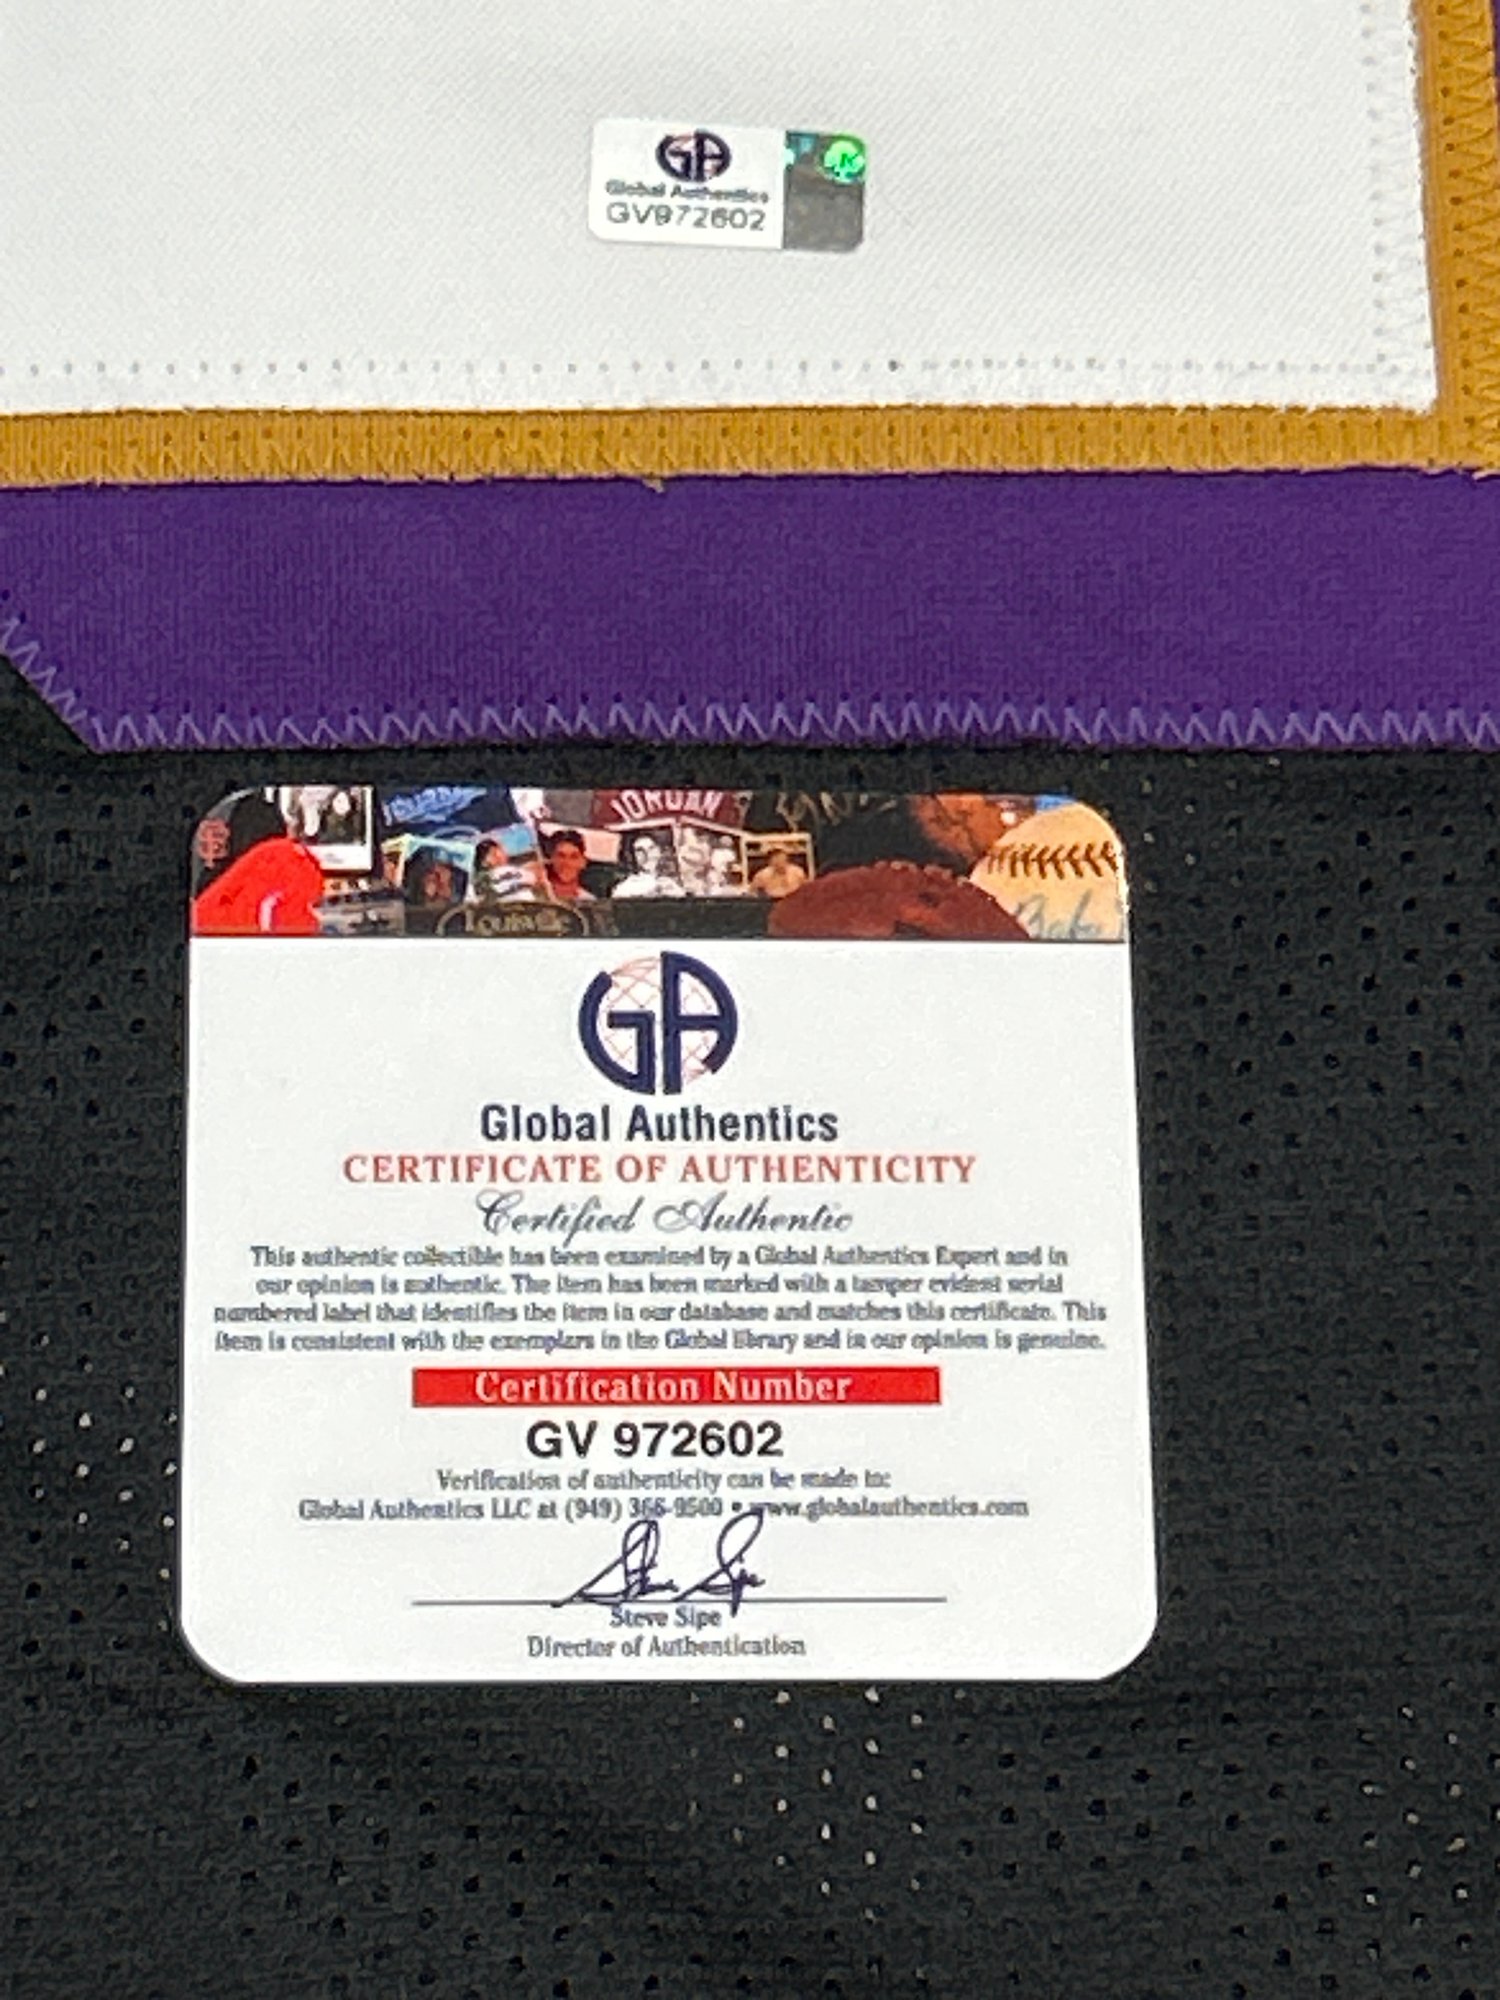 GA
Global Authentics
GV972602
JORDAN
Louisville
Babe
GA
Global Authentics
CERTIFICATE OF AUTHENTICITY
Certified Authentic
This authentic collectible has been examined by a Global Authentics Expert and in
our opinion is authentic. The item has been marked with a tamper evident serial
numbered label that identifies the item in our database and matches this certificate. This
item is consistent with the exemplars in the Global library and in our opinion is genuine.
Certification Number
GV 972602
Verification of authenticity can be made to:
Global Authentics LLC at (949) 366-9500 • www.globalauthentics.com
Steve Sipe
Steve Sipe
Director of Authentication